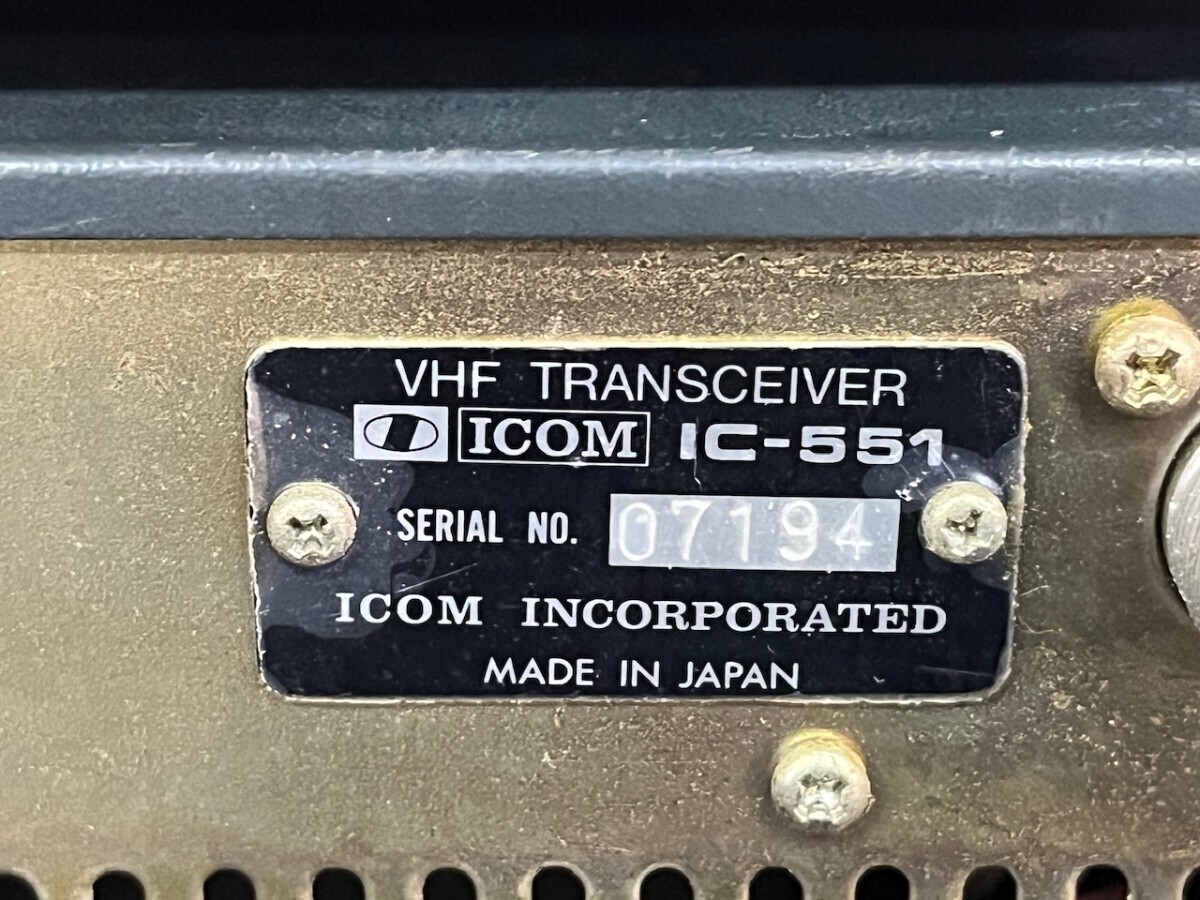 VHF TRANSCEIVER
ICOM IC-551
SERIAL NO. 07194
ICOM INCORPORATED
MADE IN JAPAN